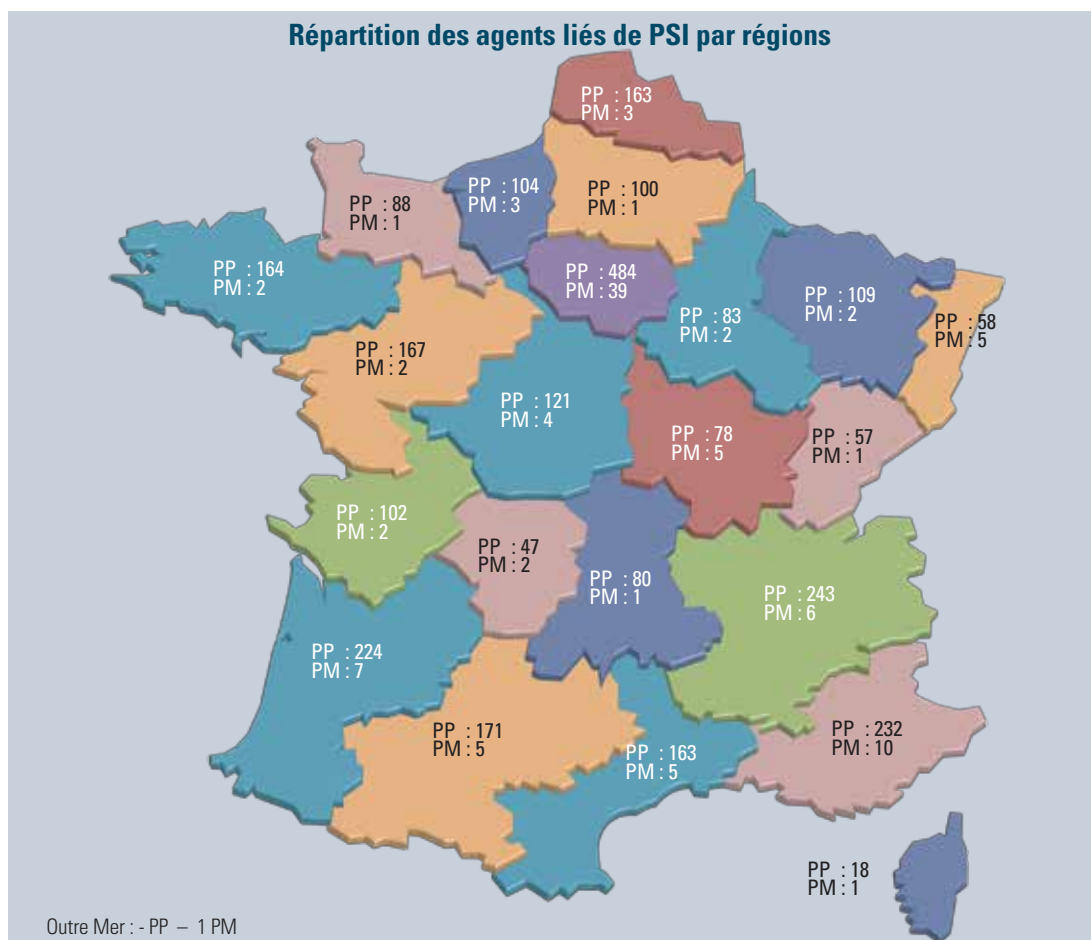 Répartition des agents liés de PSI par régions
PP : 163
PM : 3
PP : 104
PM : 3
PP : 100
PM : 1
PP : 88
PM : 1
PP : 164
PM : 2
PP : 484
PM : 39
PP : 109
PM : 2
PP : 83
PM : 2
PP : 58
PM : 5
PP : 167
PM : 2
PP : 121
PM : 4
PP : 78
PM : 5
PP : 57
PM : 1
PP : 102
PM : 2
PP : 47
PM : 2
PP : 80
PM : 1
PP : 243
PM : 6
PP : 224
PM : 7
PP : 171
PM : 5
PP : 163
PM : 5
PP : 232
PM : 10
PP : 18
PM : 1
Outre Mer : - PP – 1 PM